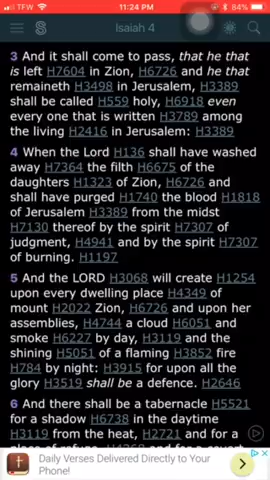 TFW 11:24 PM 84%
Isaiah 4
3 And it shall come to pass, that he that
is left H7604 in Zion, H6726 and he that
remaineth H3498 in Jerusalem, H3389
shall be called H559 holy, H6918 even
every one that is written H3789 among
the living H2416 in Jerusalem: H3389
4 When the Lord H136 shall have washed
away H7364 the filth H6675 of the
daughters H1323 of Zion, H6726 and
shall have purged H1740 the blood H1818
of Jerusalem H3389 from the midst
H7130 thereof by the spirit H7307 of
judgment, H4941 and by the spirit H7307
of burning. H1197
5 And the LORD H3068 will create H1254
upon every dwelling place H4349 of
mount H2022 Zion, H6726 and upon her
assemblies, H4744 a cloud H6051 and
smoke H6227 by day, H3119 and the
shining H5051 of a flaming H3852 fire
H784 by night: H3915 for upon all the
glory H3519 shall be a defence. H2646
6 And there shall be a tabernacle H5521
for a shadow H6738 in the daytime
H3119 from the heat, H2721 and for a
Daily Verses Delivered Directly to Your
Phone!